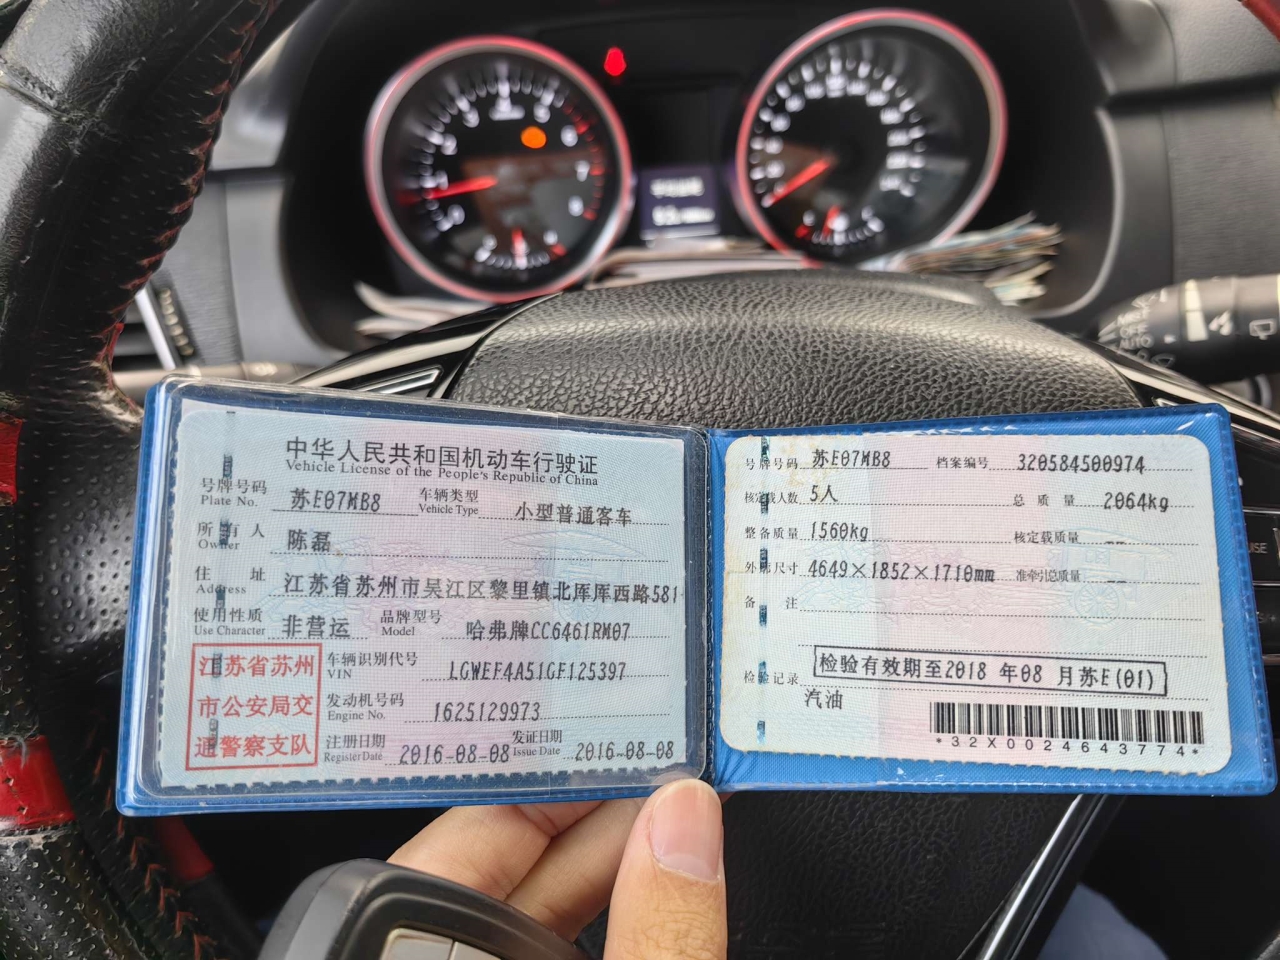 中华人民共和国机动车行驶证
Vehicle License of the People's Republic of China
号牌号码 苏E07MB8 车辆类型 小型普通客车
Plate No. Vehicle Type
所有人 陈磊
Owner
住址 江苏省苏州市吴江区黎里镇北厍厍西路581
Address
使用性质 非营运 品牌型号 哈弗牌CC6461RM07
Use Character Model
江苏省苏州
市公安局交
通警察支队
车辆识别代号 LGWEF4A51GF125397
VIN
发动机号码 1625129973
Engine No.
注册日期 2016-08-08 发证日期 2016-08-08
Register Date Issue Date
号牌号码 苏E07MB8 档案编号 320584500974
核定载人数 5人 总质量 2064kg
整备质量 1560kg 核定载质量 --
外廓尺寸 4649×1852×1710mm 准牵引总质量 --
备注
检验记录 检验有效期至2018 年08 月苏E(01)
汽油
*32X0024643774*
OFF
AUTO